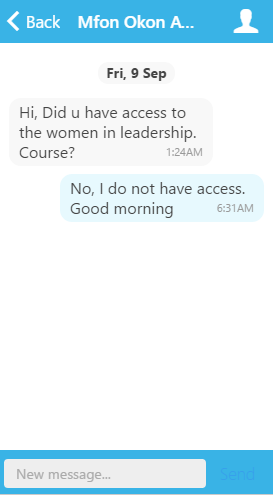 Back Mfon Okon A...
Fri, 9 Sep
Hi, Did u have access to
the women in leadership.
Course? 1:24AM
No, I do not have access.
Good morning 6:31AM
New message... Send